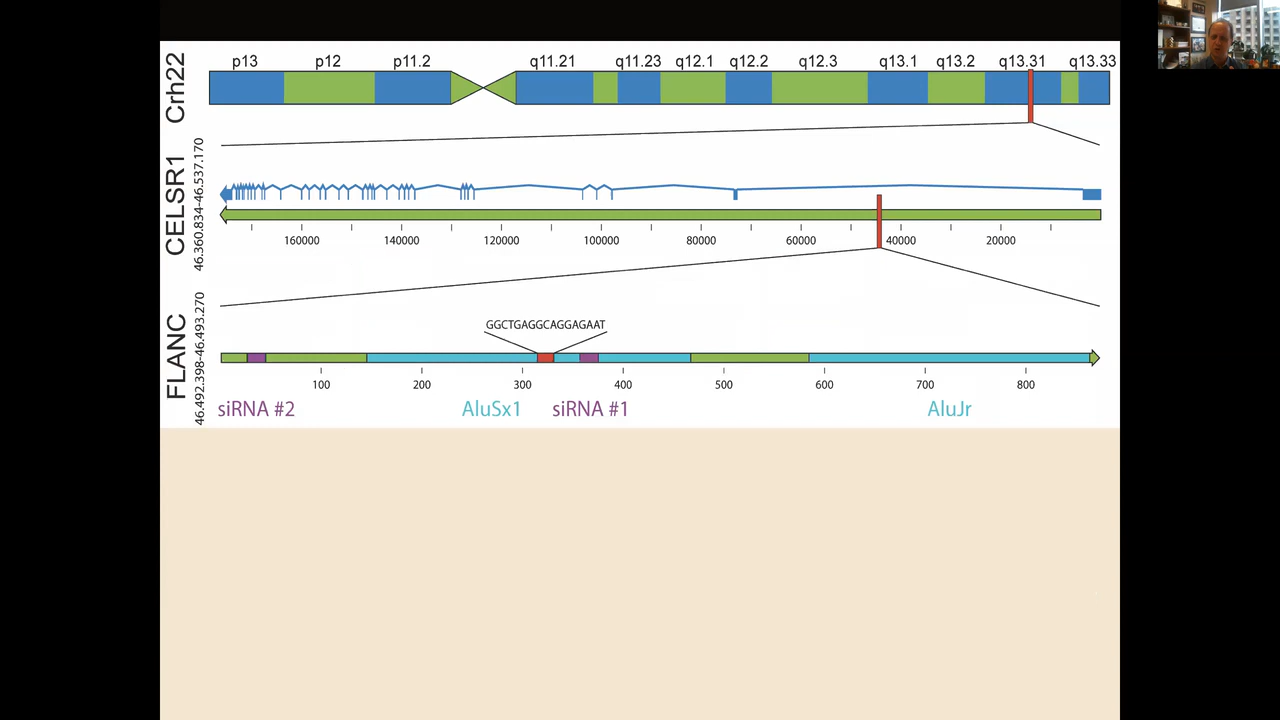 p13 p12 p11.2 q11.21 q11.23 q12.1 q12.2 q12.3 q13.1 q13.2 q13.31 q13.33
Crh22
CELSR1
46.360.834-46.537.170
160000 140000 120000 100000 80000 60000 40000 20000
FLANC
46.492.398-46.493.270
GGCTGAGGCAGGAGAAT
100 200 300 400 500 600 700 800
siRNA #2 AluSx1 siRNA #1 AluJr